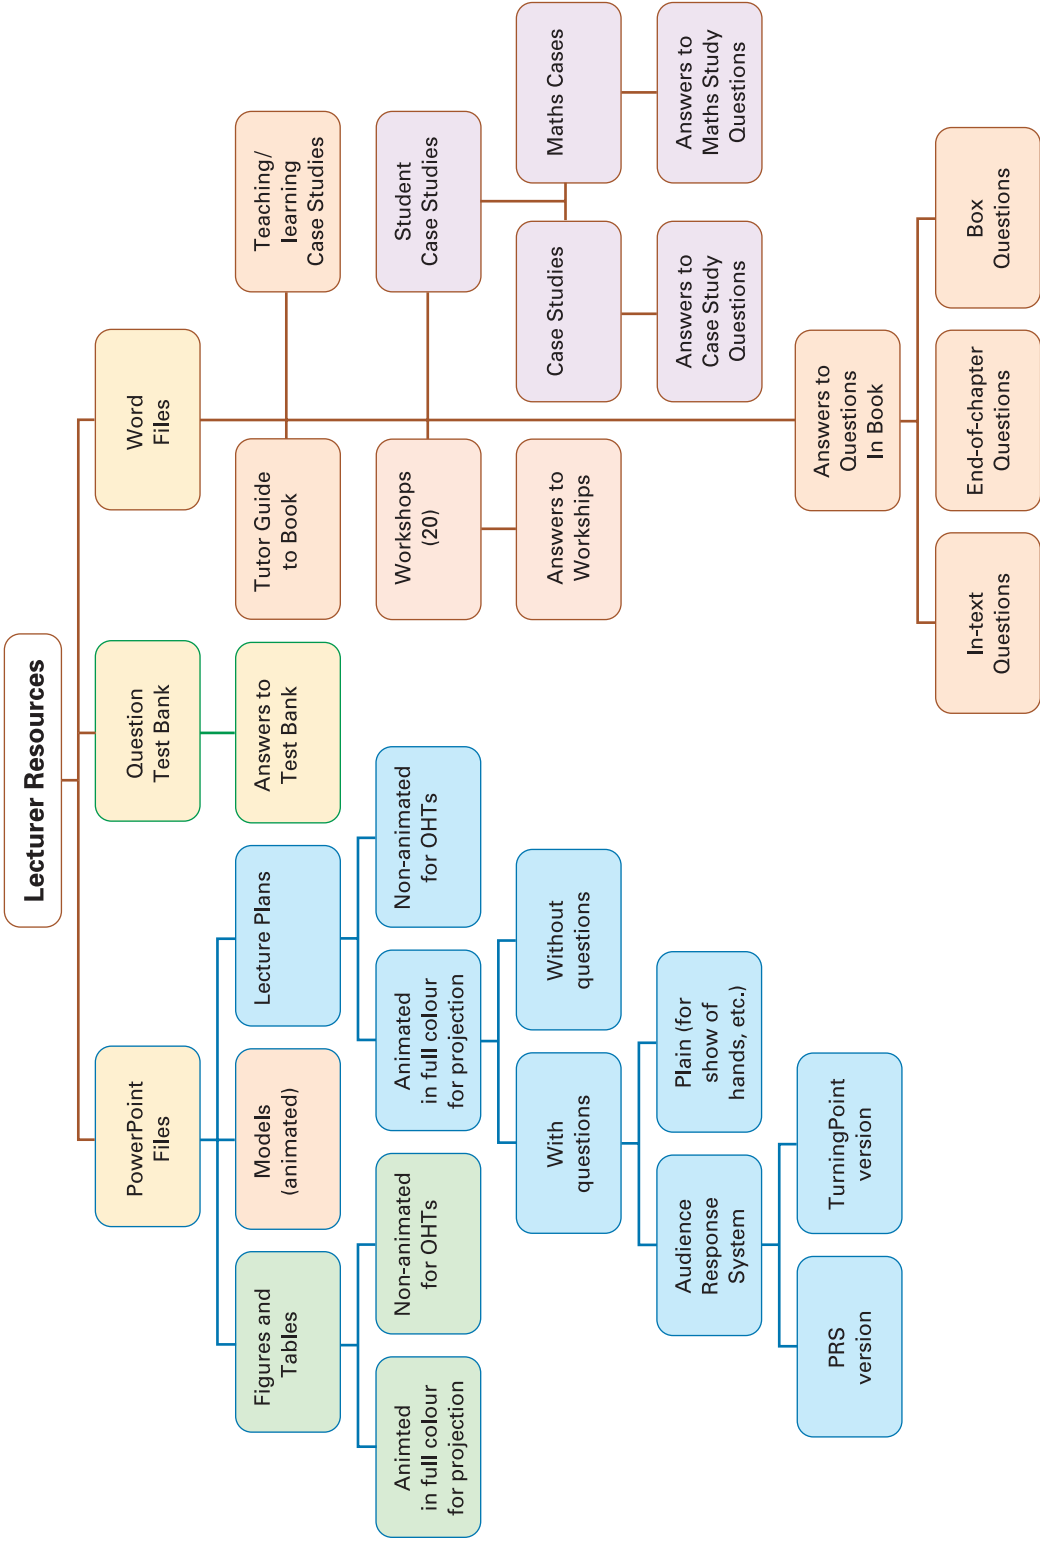 Lecturer Resources
PowerPoint
Files
Question
Test Bank
Word
Files
Figures and
Tables
Models
(animated)
Lecture Plans
Answers to
Test Bank
Tutor Guide
to Book
Teaching/
learning
Case Studies
Animted
in full colour
for projection
Non-animated
for OHTs
Animated
in full colour
for projection
Non-animated
for OHTs
Workshops
(20)
Student
Case Studies
With
questions
Without
questions
Answers to
Workships
Case Studies
Maths Cases
Audience
Response
System
Plain (for
show of
hands, etc.)
Answers to
Case Study
Questions
Answers to
Maths Study
Questions
PRS
version
TurningPoint
version
Answers to
Questions
In Book
In-text
Questions
End-of-chapter
Questions
Box
Questions